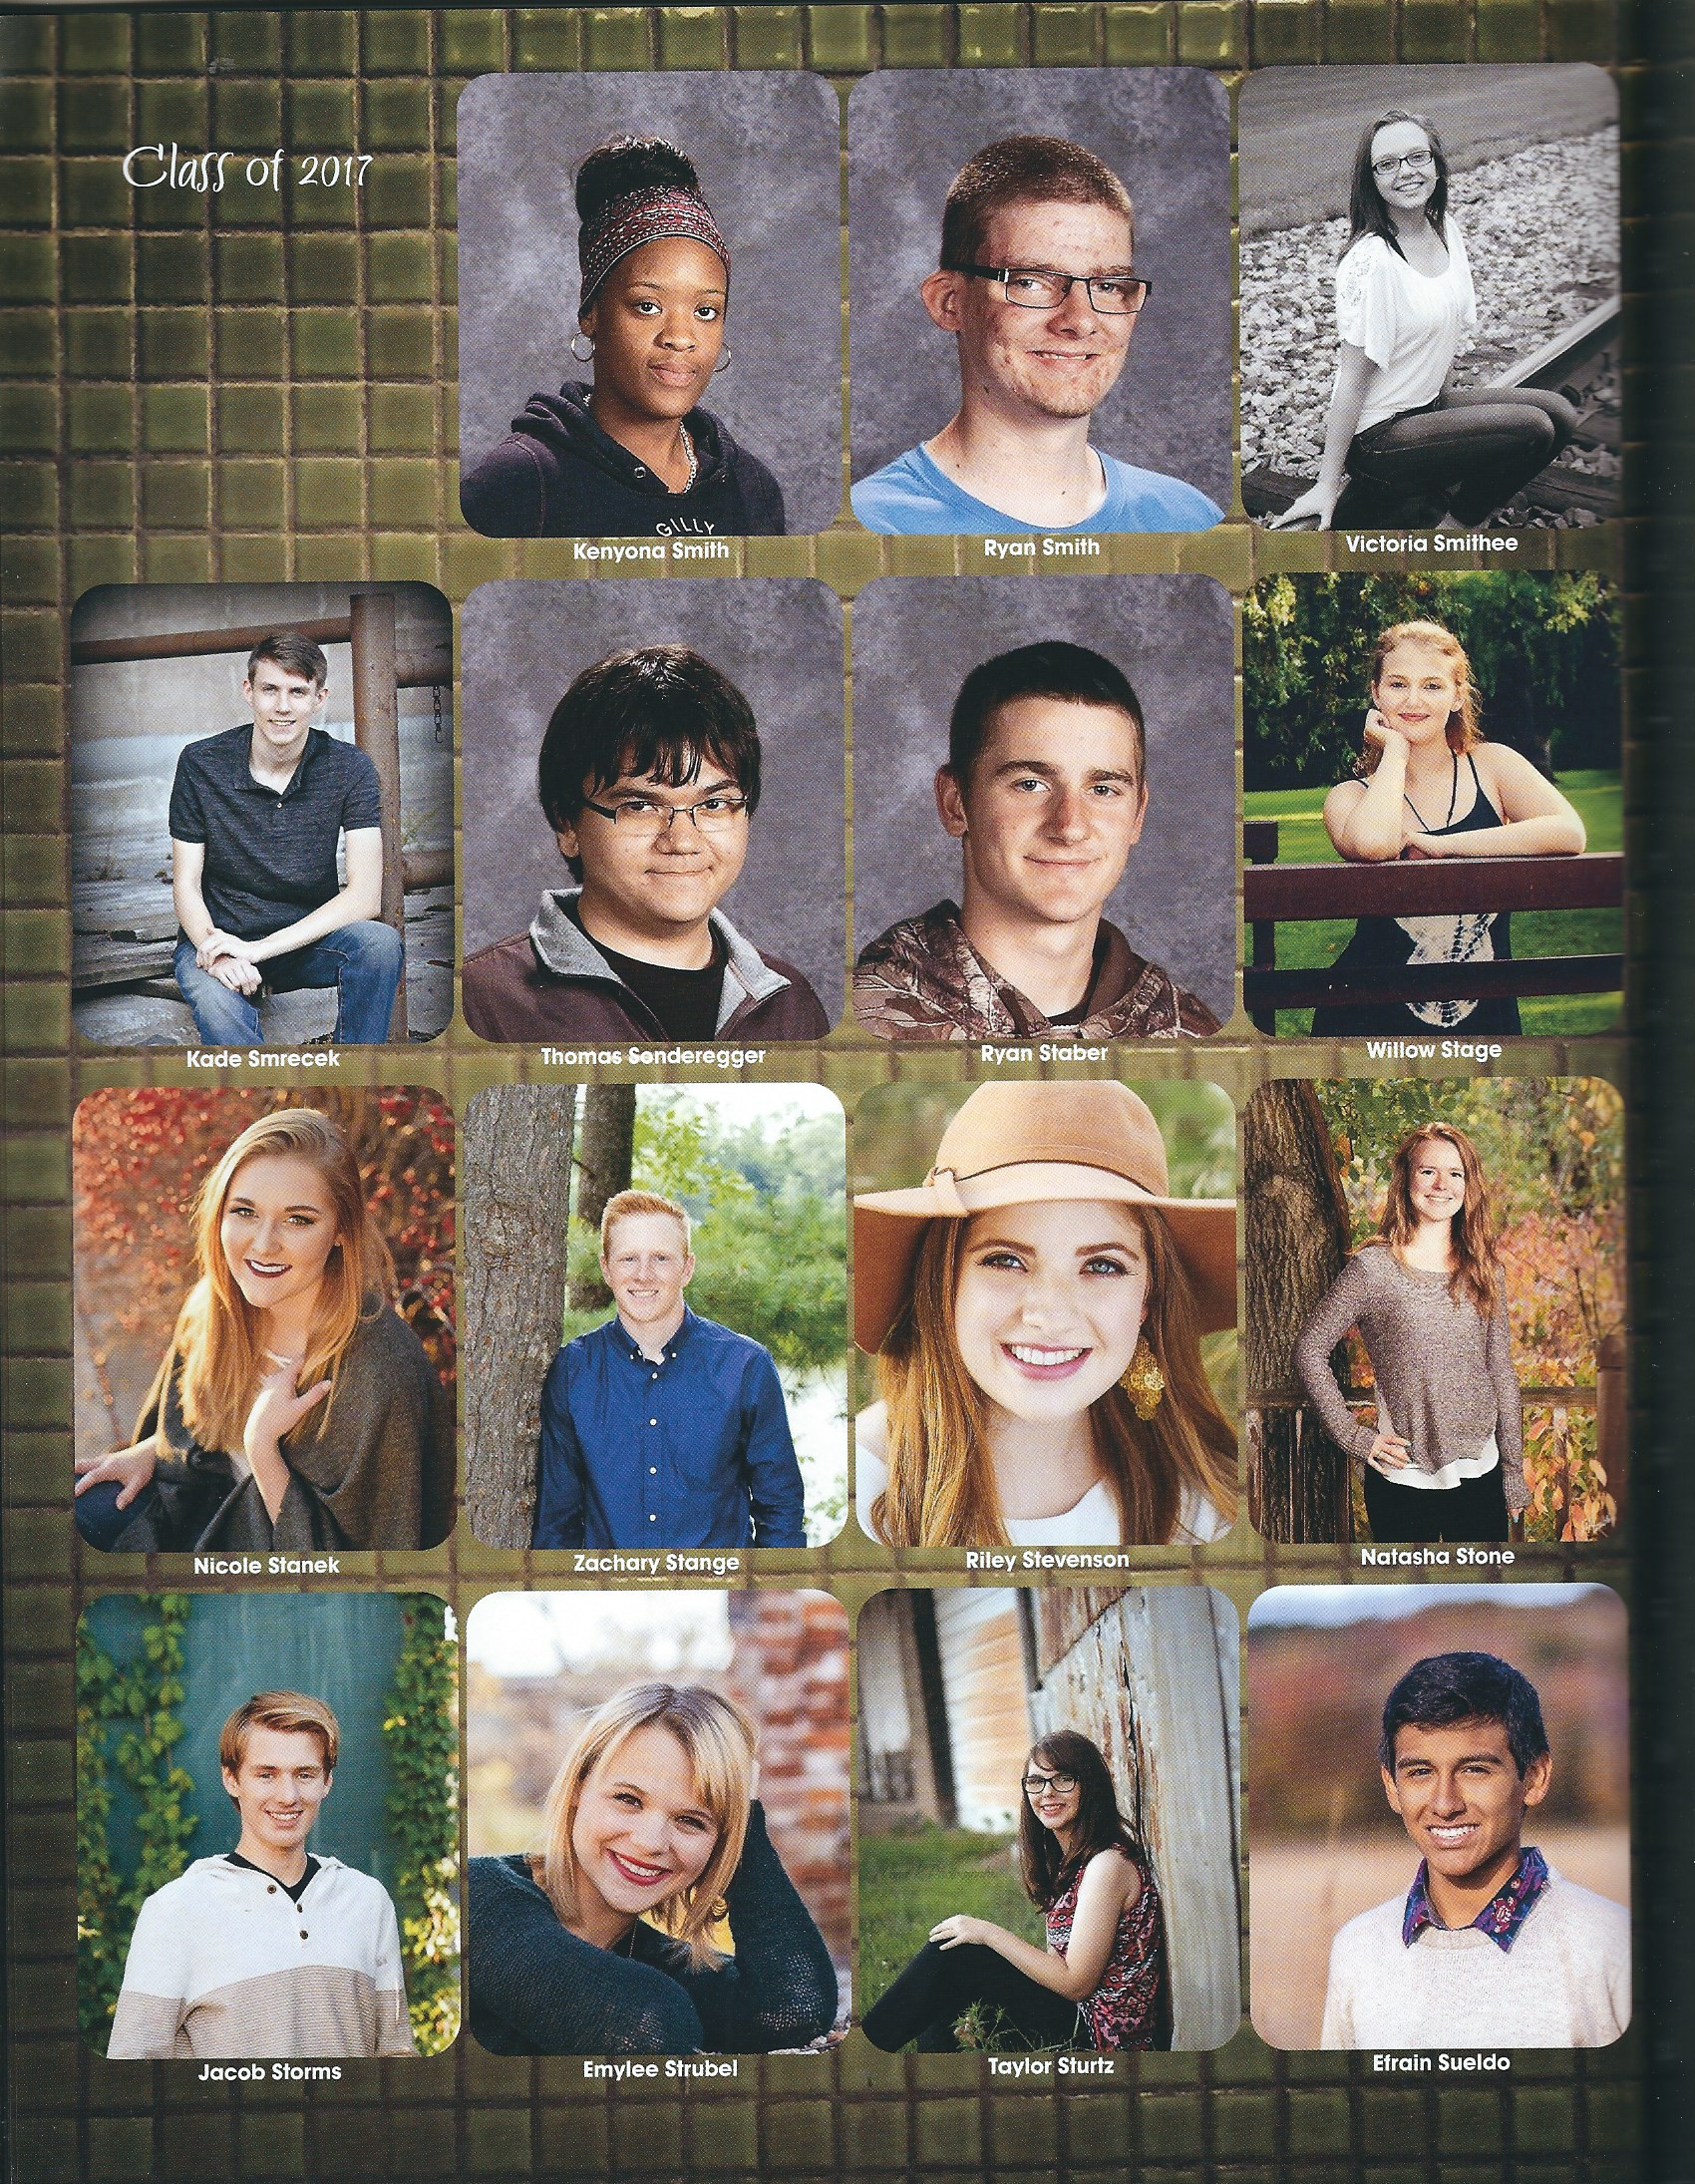 Class of 2017
GILLY
Kenyona Smith
Ryan Smith
Victoria Smithee
Kade Smrecek
Thomas Sonderegger
Ryan Staber
Willow Stage
Nicole Stanek
Zachary Stange
Riley Stevenson
Natasha Stone
Jacob Storms
Emylee Strubel
Taylor Sturtz
Efrain Sueldo